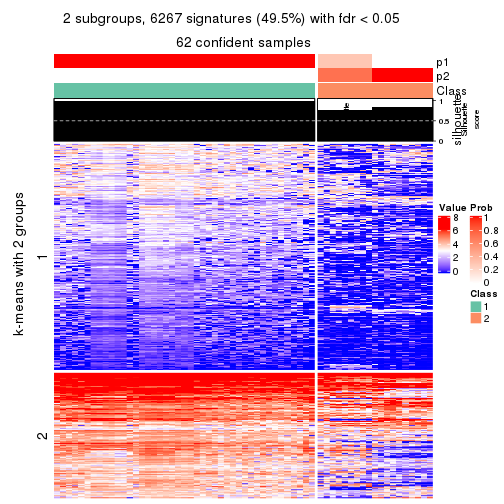 2 subgroups, 6267 signatures (49.5%) with fdr < 0.05
62 confident samples
p1
p2
Class
1
0.5
0
silhouette
Silhouette
score
k-means with 2 groups
1
2
Value
8
6
4
2
0
Prob
1
0.8
0.6
0.4
0.2
0
Class
1
2